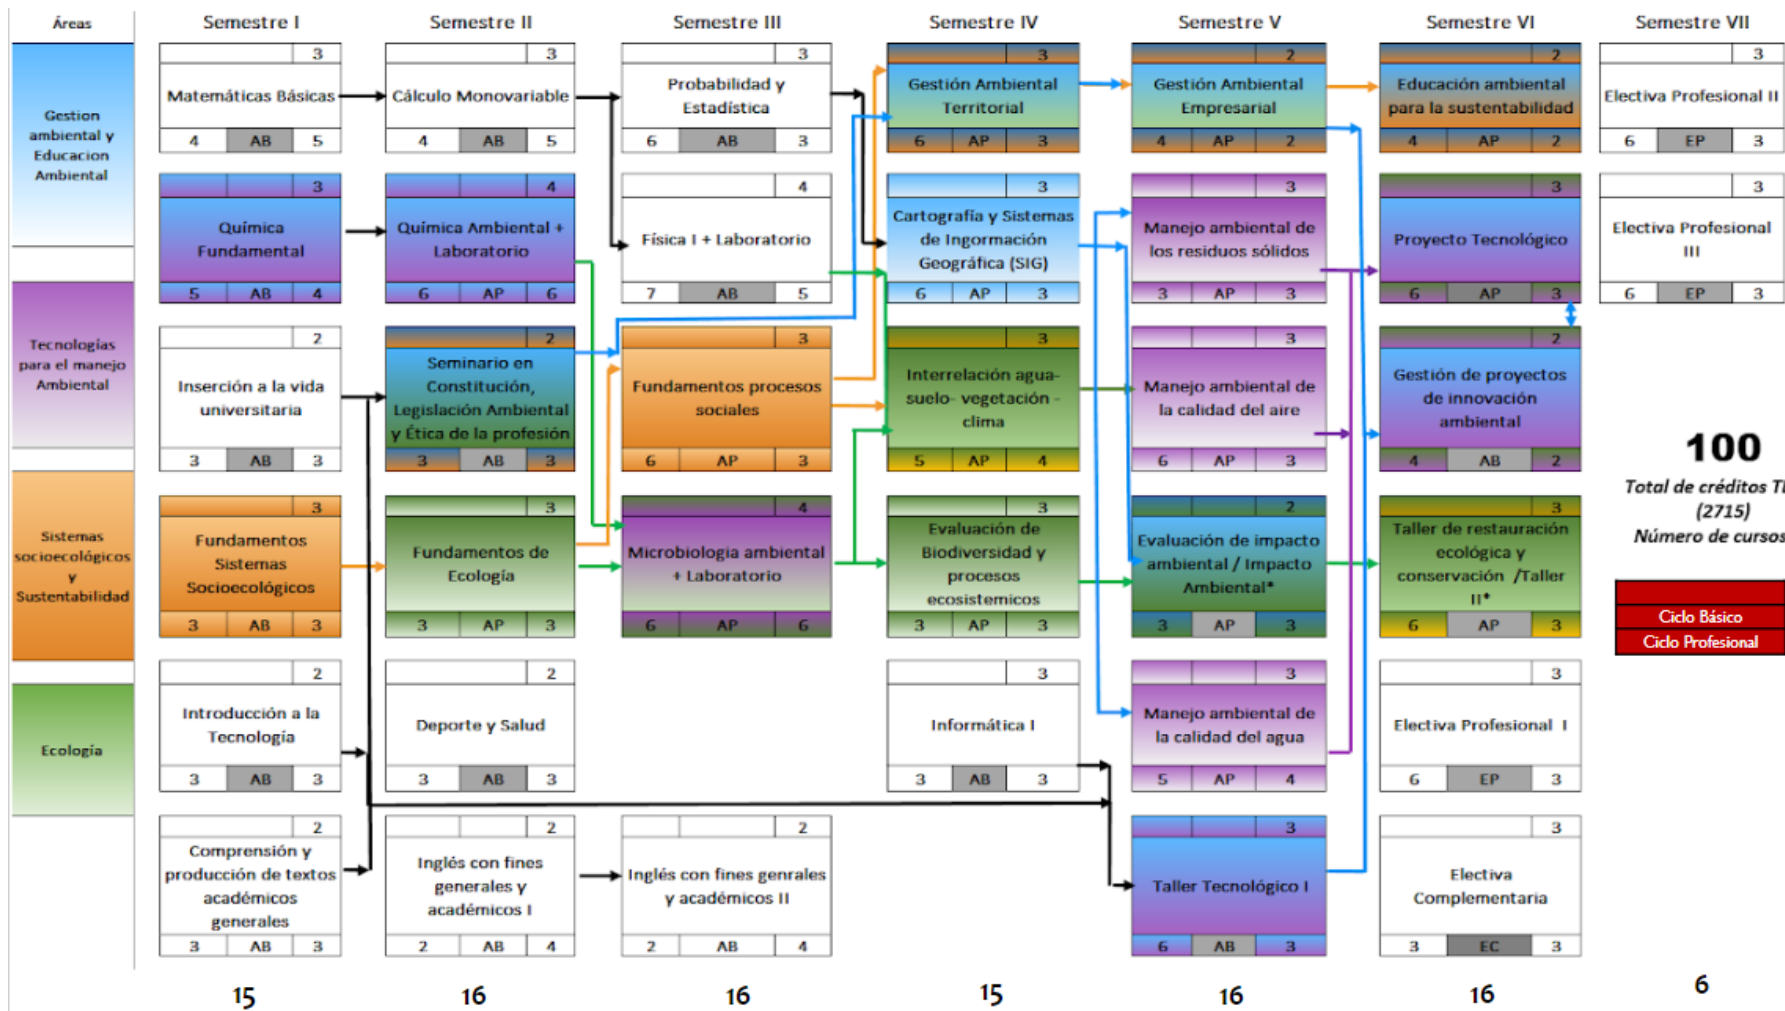 Áreas
Gestion
ambiental y
Educacion
Ambiental
Tecnologías
para el manejo
Ambiental
Sistemas
socioecológicos
y
Sustentabilidad
Ecología
Semestre I
3
Matemáticas Básicas
4 AB 5
3
Química
Fundamental
5 AB 4
2
Inserción a la vida
universitaria
3 AB 3
3
Fundamentos
Sistemas
Socioecológicos
3 AB 3
2
Introducción a la
Tecnología
3 AB 3
2
Comprensión y
producción de textos
académicos
generales
3 AB 3
15
Semestre II
3
Cálculo Monovariable
4 AB 5
4
Química Ambiental +
Laboratorio
6 AP 6
2
Seminario en
Constitución,
Legislación Ambiental
y Ética de la profesión
3 AB 3
3
Fundamentos de
Ecología
3 AP 3
2
Deporte y Salud
3 AB 3
2
Inglés con fines
generales y
académicos I
2 AB 4
16
Semestre III
3
Probabilidad y
Estadística
6 AB 3
4
Física I + Laboratorio
7 AB 5
3
Fundamentos procesos
sociales
6 AP 3
4
Microbiologia ambiental
+ Laboratorio
6 AP 6
2
Inglés con fines genrales
y académicos II
2 AB 4
16
Semestre IV
3
Gestión Ambiental
Territorial
6 AP 3
3
Cartografía y Sistemas
de Ingormación
Geográfica (SIG)
6 AP 3
3
Interrelación agua-
suelo- vegetación -
clima
5 AP 4
3
Evaluación de
Biodiversidad y
procesos
ecosistemicos
3 AP 3
3
Informática I
3 AB 3
15
Semestre V
2
Gestión Ambiental
Empresarial
4 AP 2
3
Manejo ambiental de
los residuos sólidos
3 AP 3
3
Manejo ambiental de
la calidad del aire
6 AP 3
2
Evaluación de impacto
ambiental / Impacto
Ambiental*
3 AP 3
3
Manejo ambiental de
la calidad del agua
5 AP 4
3
Taller Tecnológico I
6 AB 3
16
Semestre VI
2
Educación ambiental
para la sustentabilidad
4 AP 2
3
Proyecto Tecnológico
6 AP 3
2
Gestión de proyectos
de innovación
ambiental
4 AB 2
3
Taller de restauración
ecológica y
conservación /Taller
II*
6 AP 3
3
Electiva Profesional I
6 EP 3
3
Electiva
Complementaria
3 EC 3
16
Semestre VII
3
Electiva Profesional II
6 EP 3
3
Electiva Profesional
III
6 EP 3
100
Total de créditos
(2715)
Número de cursos
Ciclo Básico
Ciclo Profesional
6